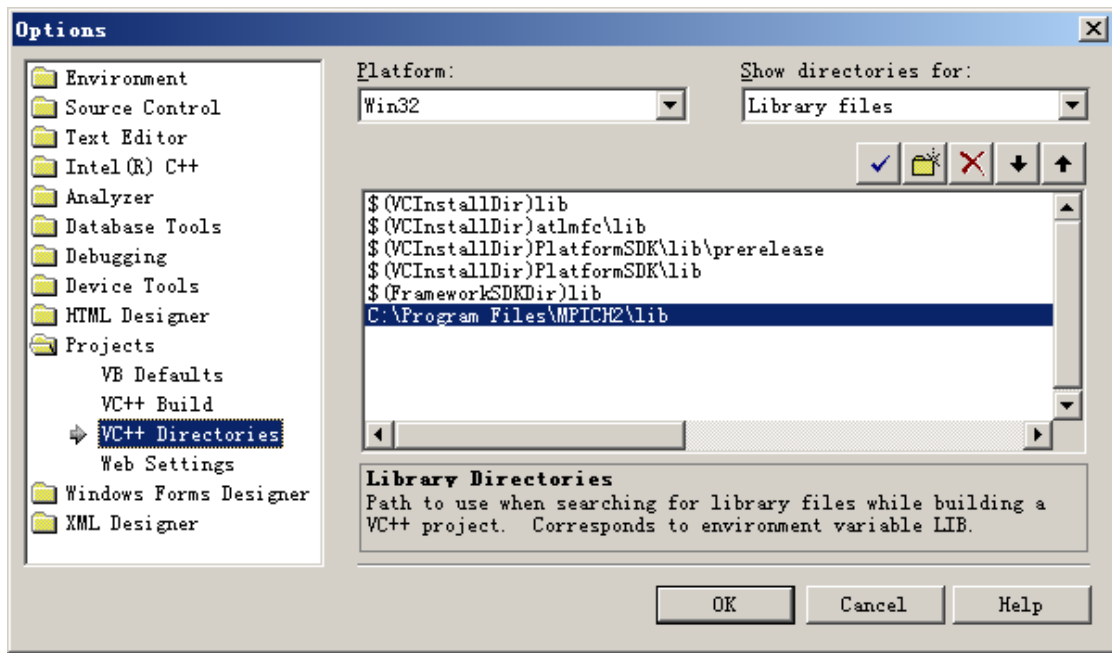 Options
Environment
Source Control
Text Editor
Intel(R) C++
Analyzer
Database Tools
Debugging
Device Tools
HTML Designer
Projects
VB Defaults
VC++ Build
VC++ Directories
Web Settings
Windows Forms Designer
XML Designer
Platform:
Win32
Show directories for:
Library files
$(VCInstallDir)lib
$(VCInstallDir)atlmfc\lib
$(VCInstallDir)PlatformSDK\lib\prerelease
$(VCInstallDir)PlatformSDK\lib
$(FrameworkSDKDir)lib
C:\Program Files\MPICH2\lib
Library Directories
Path to use when searching for library files while building a
VC++ project.  Corresponds to environment variable LIB.
OK
Cancel
Help